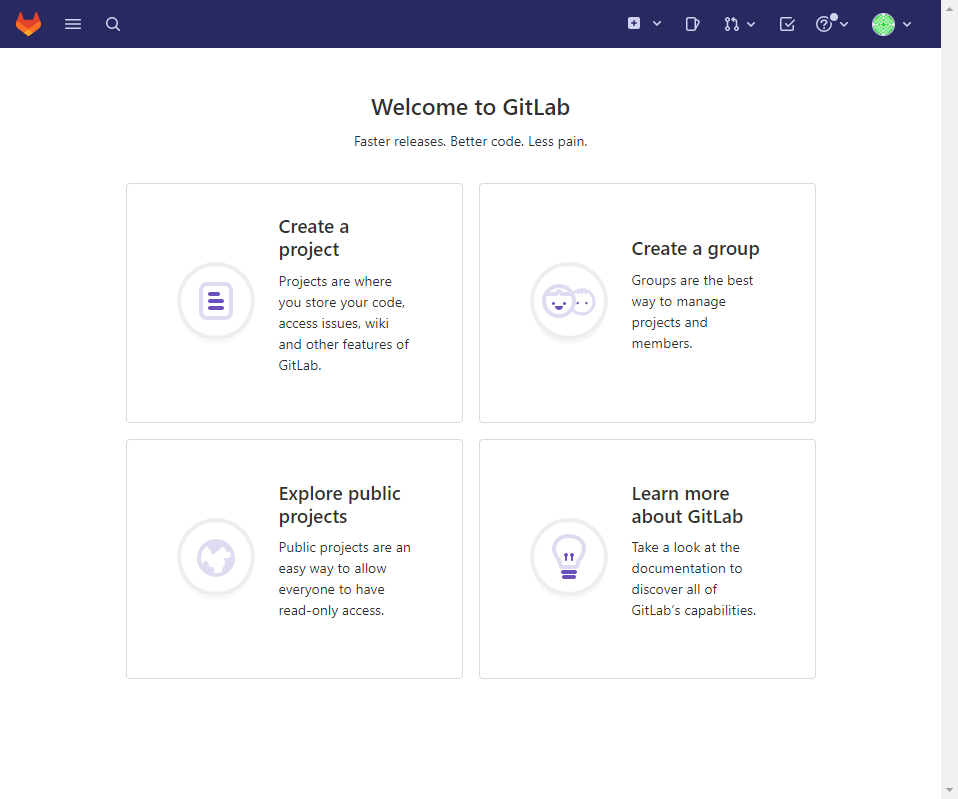 Welcome to GitLab
Faster releases. Better code. Less pain.
Create a
project
Projects are where
you store your code,
access issues, wiki
and other features of
GitLab.
Create a group
Groups are the best
way to manage
projects and
members.
Explore public
projects
Public projects are an
easy way to allow
everyone to have
read-only access.
Learn more
about GitLab
Take a look at the
documentation to
discover all of
GitLab’s capabilities.